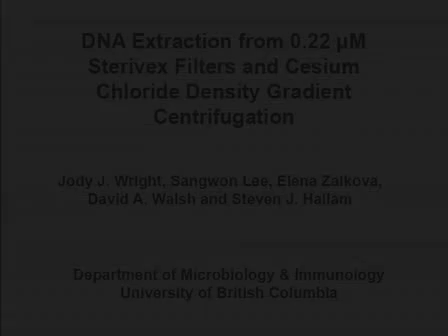 DNA Extraction from 0.22 µM
Sterivex Filters and Cesium
Chloride Density Gradient
Centrifugation
Jody J. Wright, Sangwon Lee, Elena Zaikova,
David A. Walsh and Steven J. Hallam
Department of Microbiology & Immunology
University of British Columbia